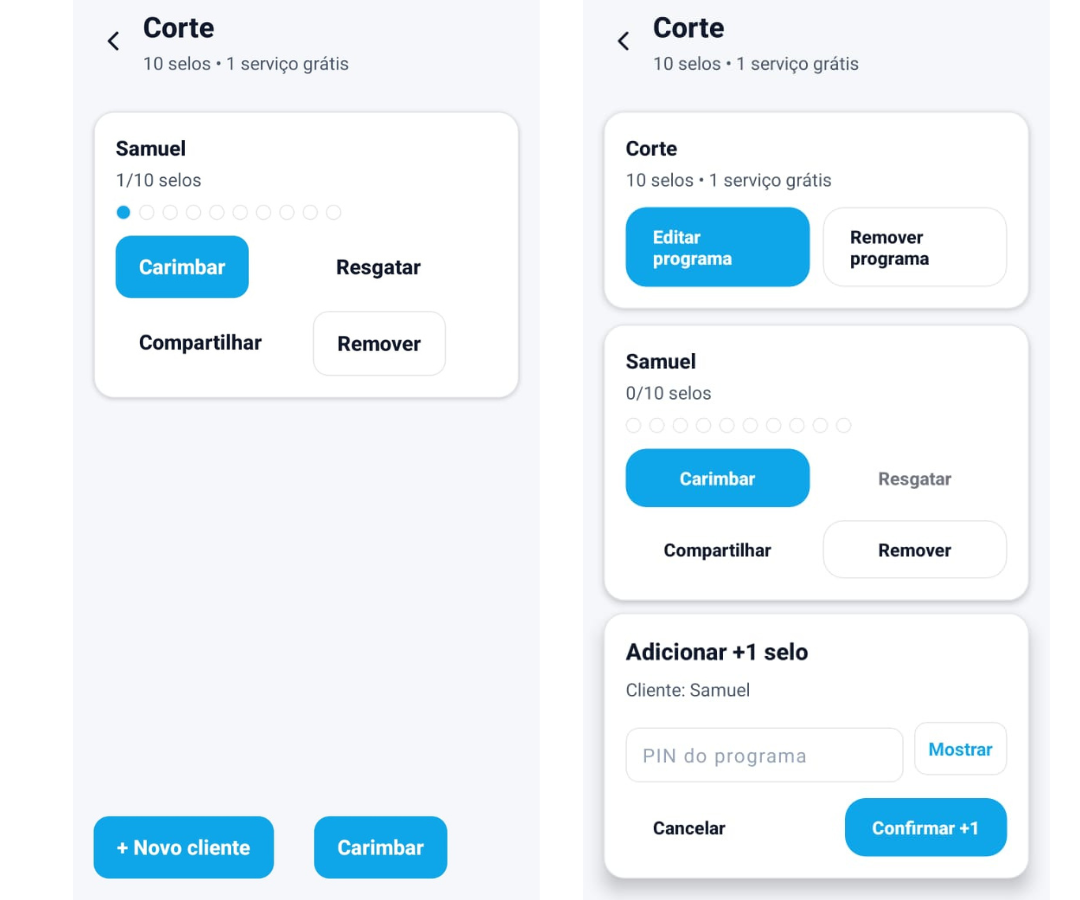 Corte
10 selos • 1 serviço grátis
Samuel
1/10 selos
Carimbar
Resgatar
Compartilhar
Remover
+ Novo cliente
Carimbar
Corte
10 selos • 1 serviço grátis
Corte
10 selos • 1 serviço grátis
Editar
programa
Remover
programa
Samuel
0/10 selos
Carimbar
Resgatar
Compartilhar
Remover
Adicionar +1 selo
Cliente: Samuel
PIN do programa
Mostrar
Cancelar
Confirmar +1